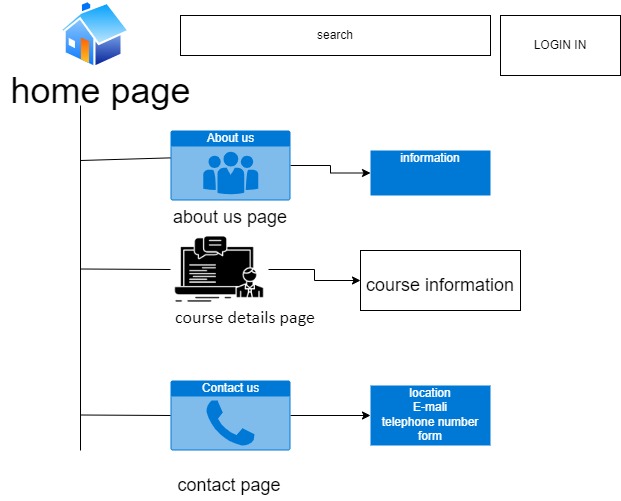 search
LOGIN IN
home page
About us
information
about us page
course information
course details page
Contact us
location
E-mali
telephone number
form
contact page